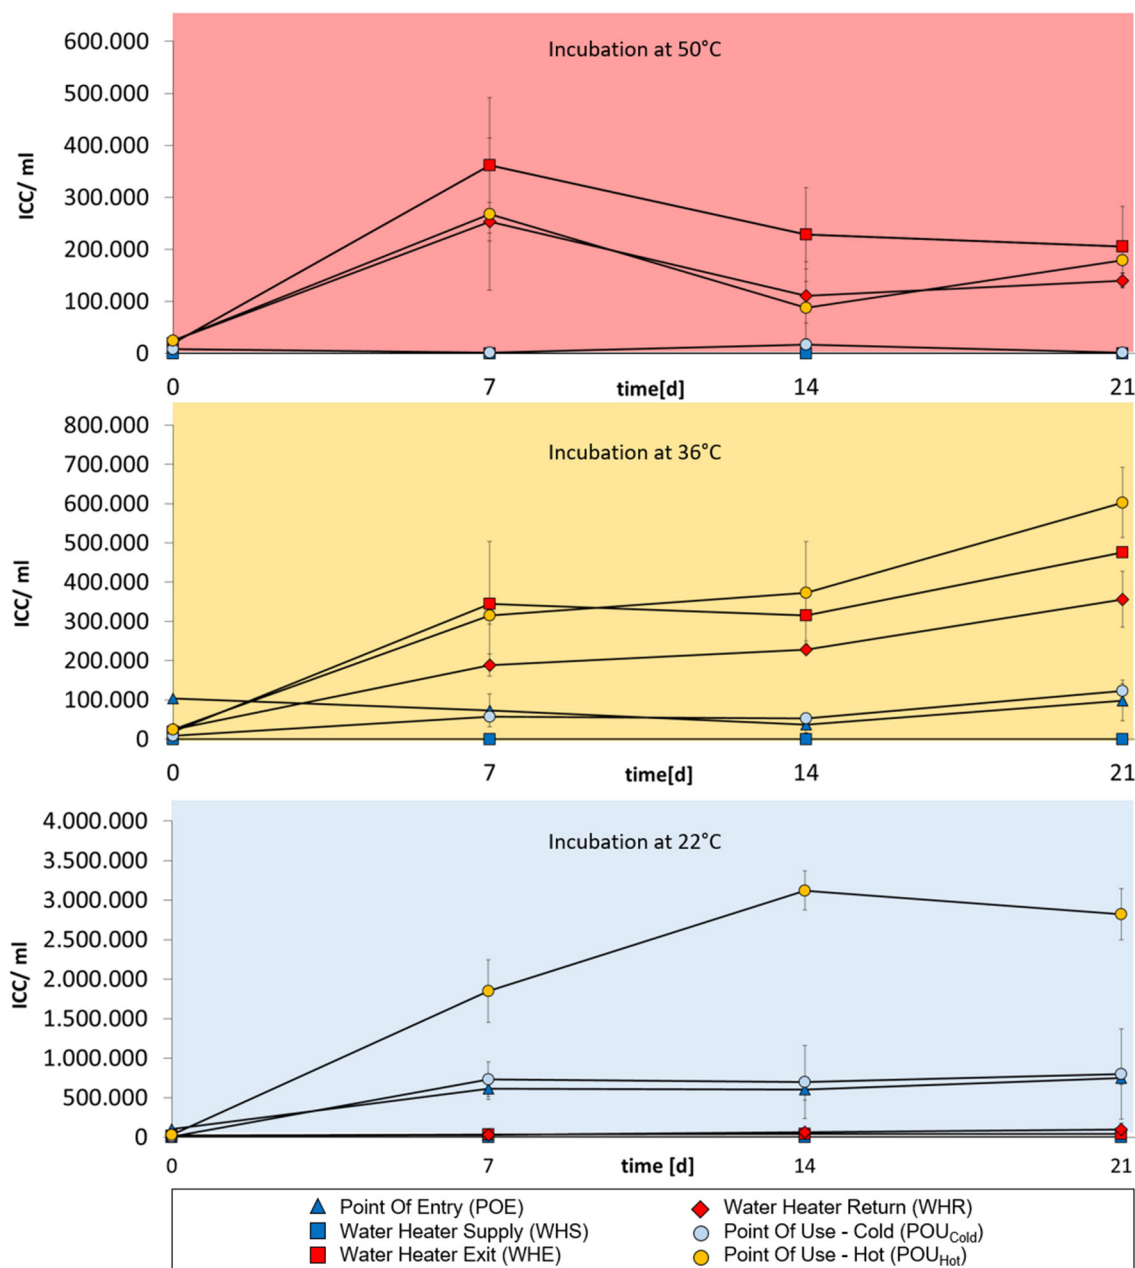 Incubation at 50°C
ICC/ ml
600.000
500.000
400.000
300.000
200.000
100.000
0
0 7 time[d] 14 21
Incubation at 36°C
ICC/ ml
800.000
700.000
600.000
500.000
400.000
300.000
200.000
100.000
0
0 7 time[d] 14 21
Incubation at 22°C
ICC/ ml
4.000.000
3.500.000
3.000.000
2.500.000
2.000.000
1.500.000
1.000.000
500.000
0
0 7 time [d] 14 21
Point Of Entry (POE)
Water Heater Supply (WHS)
Water Heater Exit (WHE)
Water Heater Return (WHR)
Point Of Use - Cold (POUCold)
Point Of Use - Hot (POUHot)